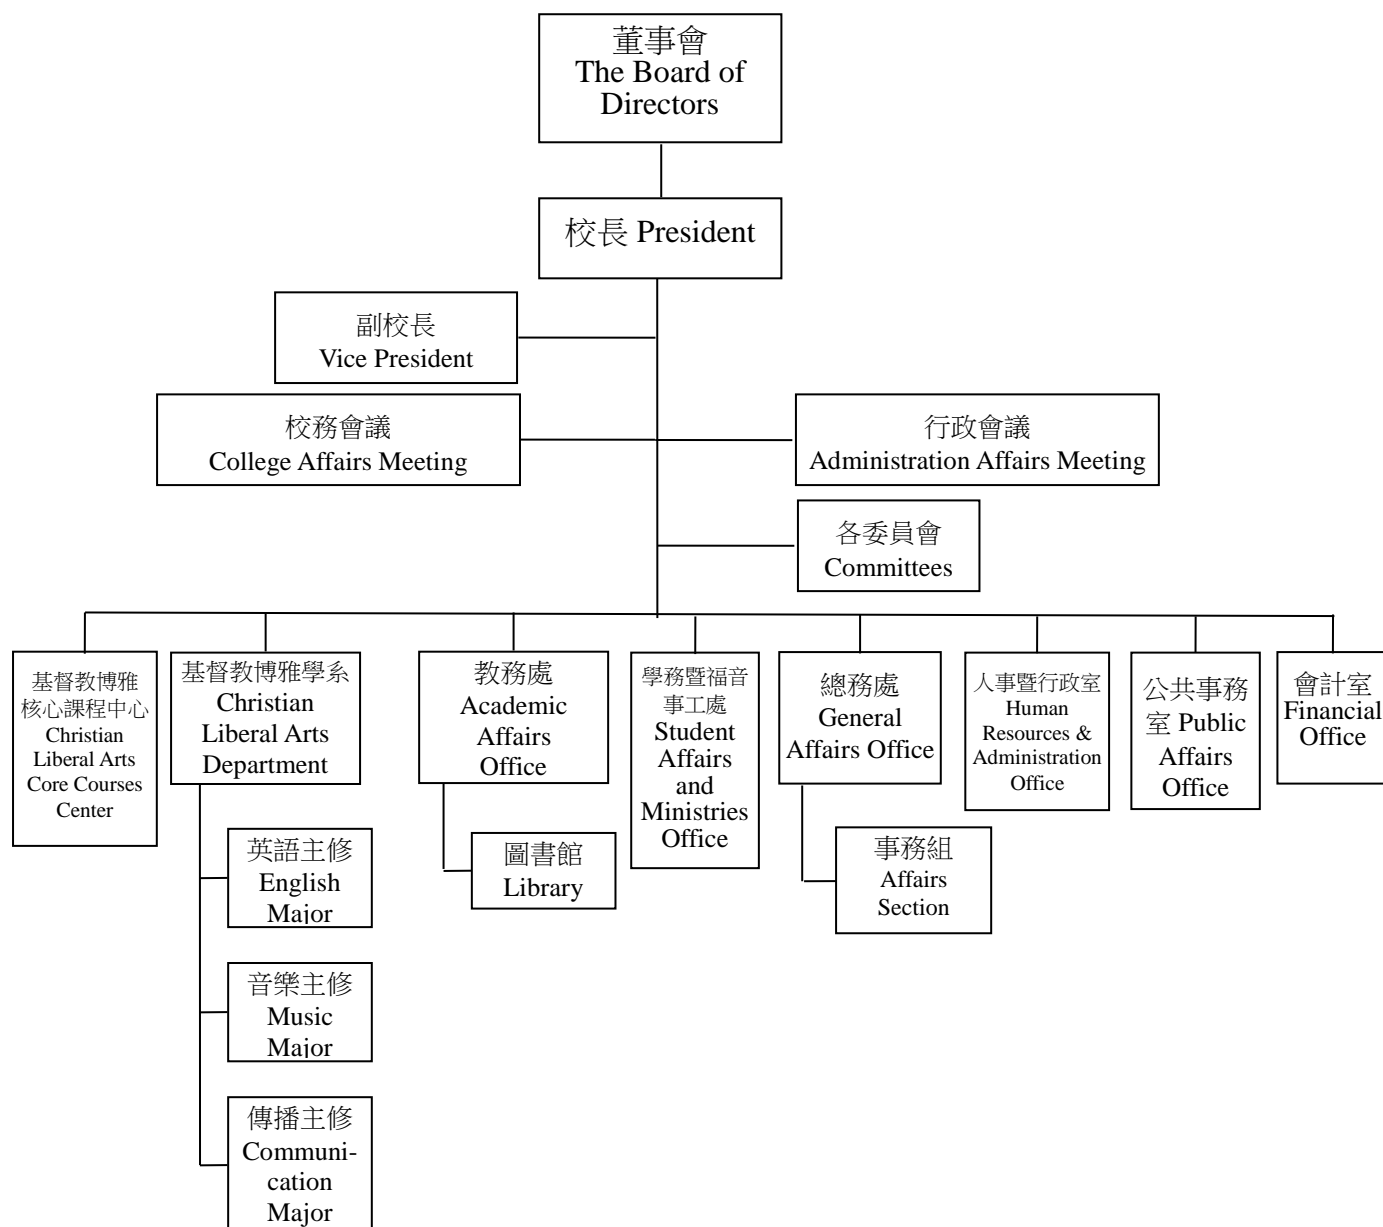 董事會
The Board of
Directors
校長 President
副校長
Vice President
校務會議
College Affairs Meeting
行政會議
Administration Affairs Meeting
各委員會
Committees
基督教博雅
核心課程中心
Christian
Liberal Arts
Core Courses
Center
基督教博雅學系
Christian
Liberal Arts
Department
教務處
Academic
Affairs
Office
學務暨福音
事工處
Student
Affairs
and
Ministries
Office
總務處
General
Affairs Office
人事暨行政室
Human
Resources &
Administration
Office
公共事務
室 Public
Affairs
Office
會計室
Financial
Office
英語主修
English
Major
圖書館
Library
事務組
Affairs
Section
音樂主修
Music
Major
傳播主修
Communi-
cation
Major